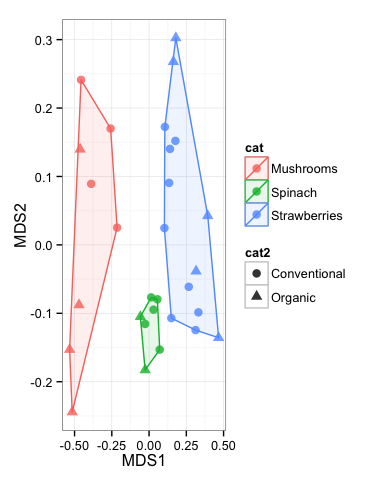 0.3
0.2
0.1
0.0
-0.1
-0.2
MDS2
-0.50 -0.25 0.00 0.25 0.50
MDS1
cat
Mushrooms
Spinach
Strawberries
cat2
Conventional
Organic